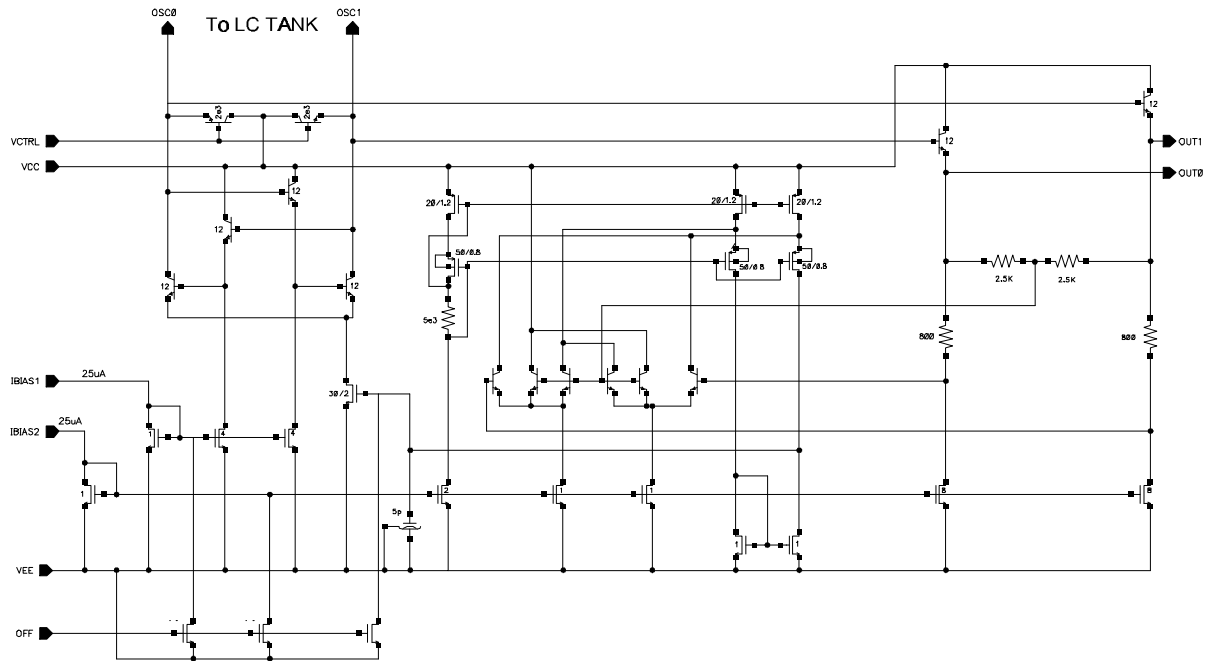 OSC0
To LC TANK
OSC1
2e3
2e3
12
VCTRL
12
OUT1
VCC
OUT0
12
20/1.2
20/1.2
20/1.2
12
50/0.8
50/0.8
50/0.8
12
12
2.5K
2.5K
5e3
800
800
IBIAS1
25uA
30/2
IBIAS2
25uA
1
4
4
1
2
1
1
8
8
5p
1
1
VEE
OFF